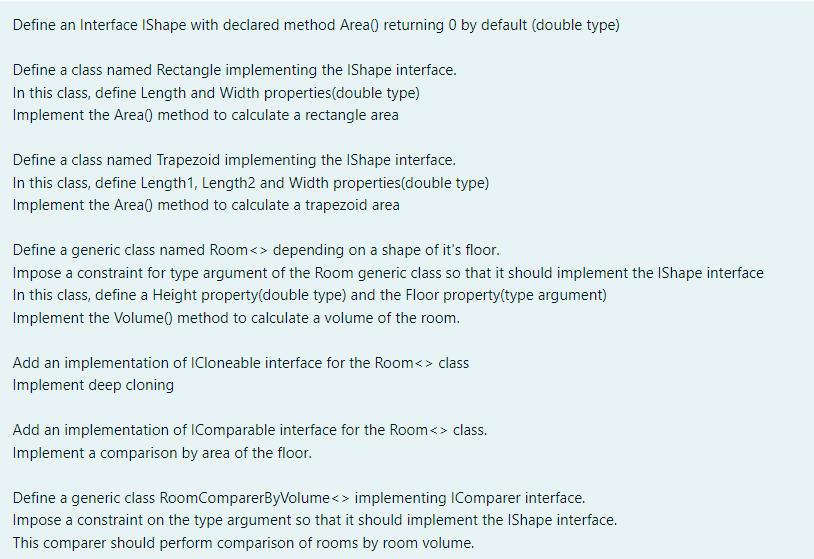 Define an Interface IShape with declared method Area() returning 0 by default (double type)
Define a class named Rectangle implementing the IShape interface.
In this class, define Length and Width properties(double type)
Implement the Area() method to calculate a rectangle area
Define a class named Trapezoid implementing the IShape interface.
In this class, define Length1, Length2 and Width properties(double type)
Implement the Area() method to calculate a trapezoid area
Define a generic class named Room<> depending on a shape of it's floor.
Impose a constraint for type argument of the Room generic class so that it should implement the IShape interface
In this class, define a Height property(double type) and the Floor property(type argument)
Implement the Volume() method to calculate a volume of the room.
Add an implementation of ICloneable interface for the Room<> class
Implement deep cloning
Add an implementation of IComparable interface for the Room<> class.
Implement a comparison by area of the floor.
Define a generic class RoomComparerByVolume<> implementing IComparer interface.
Impose a constraint on the type argument so that it should implement the IShape interface.
This comparer should perform comparison of rooms by room volume.